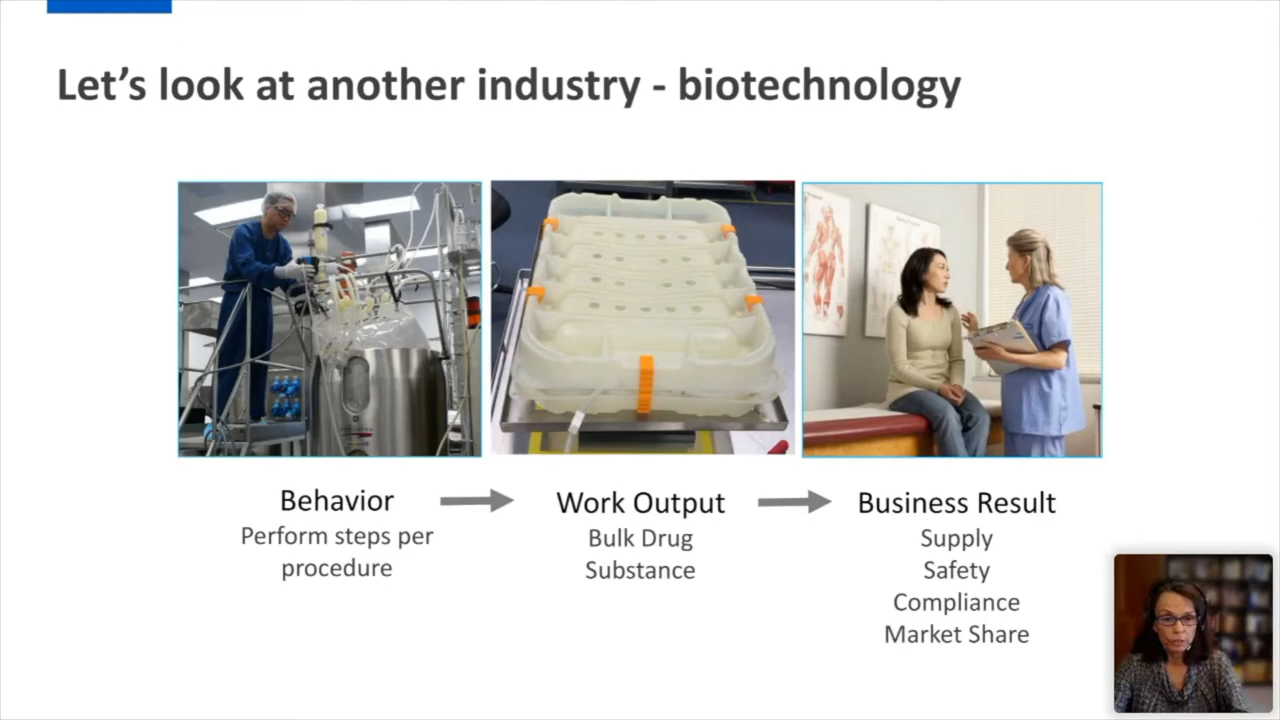 Let's look at another industry - biotechnology
Behavior
Perform steps per
procedure
Work Output
Bulk Drug
Substance
Business Result
Supply
Safety
Compliance
Market Share